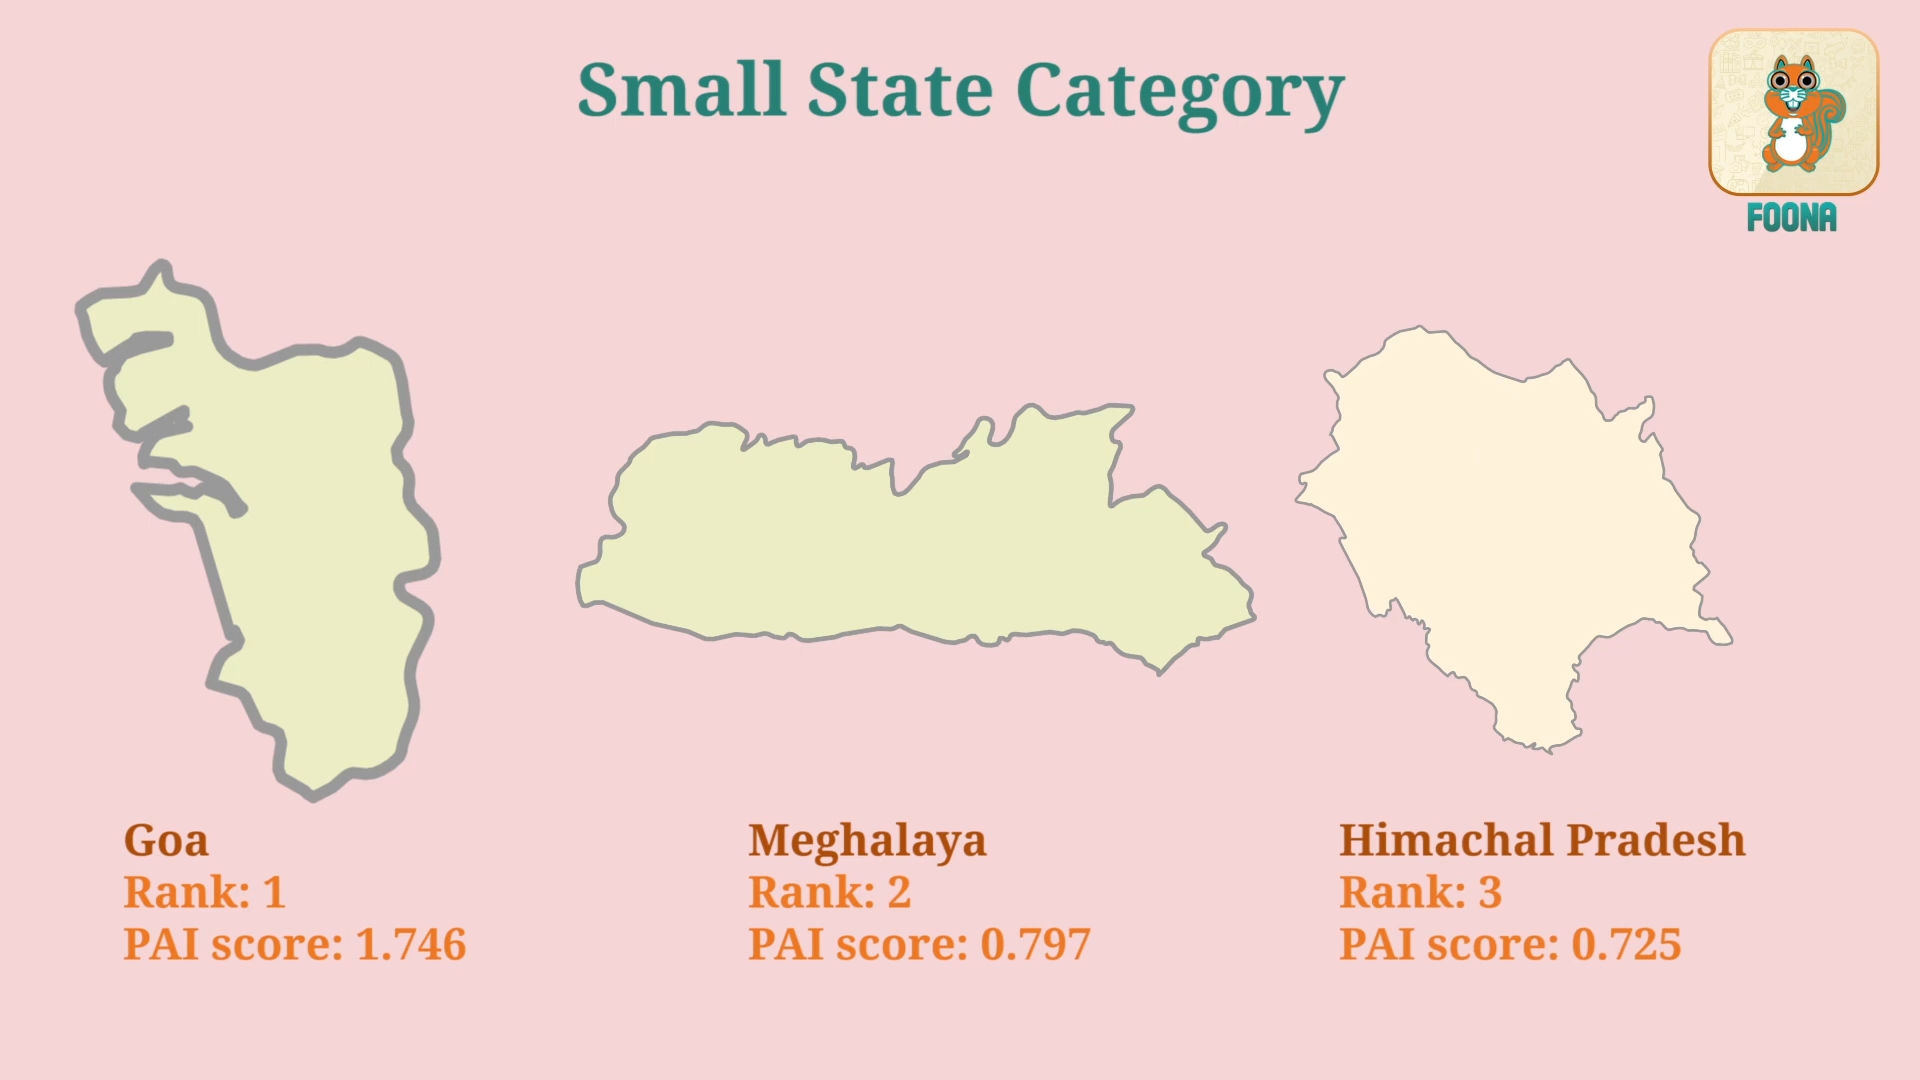 Small State Category
FOONA
Goa
Rank: 1
PAI score: 1.746
Meghalaya
Rank: 2
PAI score: 0.797
Himachal Pradesh
Rank: 3
PAI score: 0.725